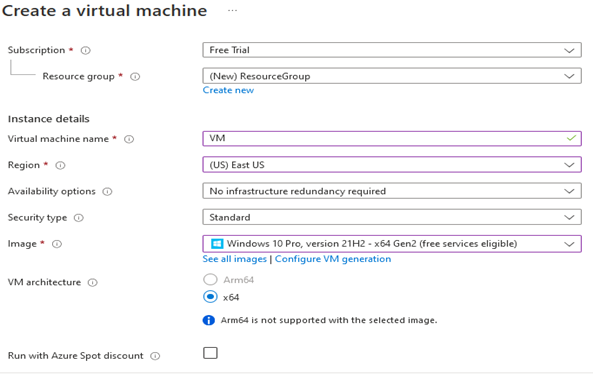 Create a virtual machine ...
Subscription * Free Trial
Resource group * (New) ResourceGroup
Create new
Instance details
Virtual machine name * VM
Region * (US) East US
Availability options No infrastructure redundancy required
Security type Standard
Image * Windows 10 Pro, version 21H2 - x64 Gen2 (free services eligible)
See all images | Configure VM generation
VM architecture Arm64
x64
Arm64 is not supported with the selected image.
Run with Azure Spot discount